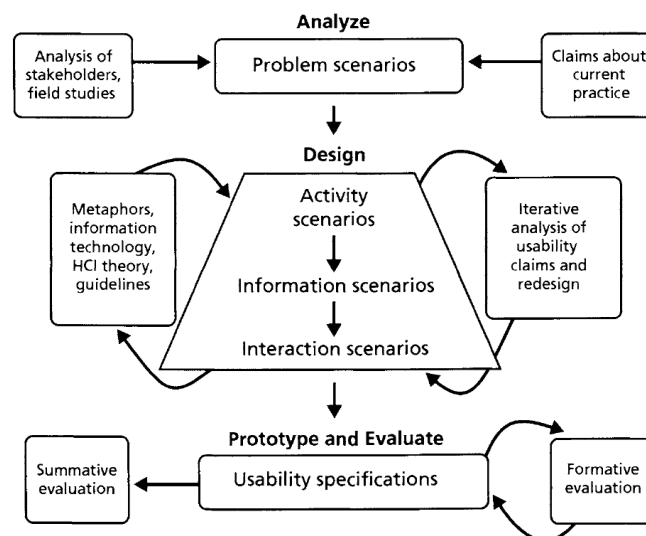 Analyze
Analysis of
stakeholders,
field studies
Problem scenarios
Claims about
current
practice
Design
Metaphors,
information
technology,
HCI theory,
guidelines
Activity
scenarios
Information scenarios
Interaction scenarios
Iterative
analysis of
usability
claims and
redesign
Prototype and Evaluate
Summative
evaluation
Usability specifications
Formative
evaluation